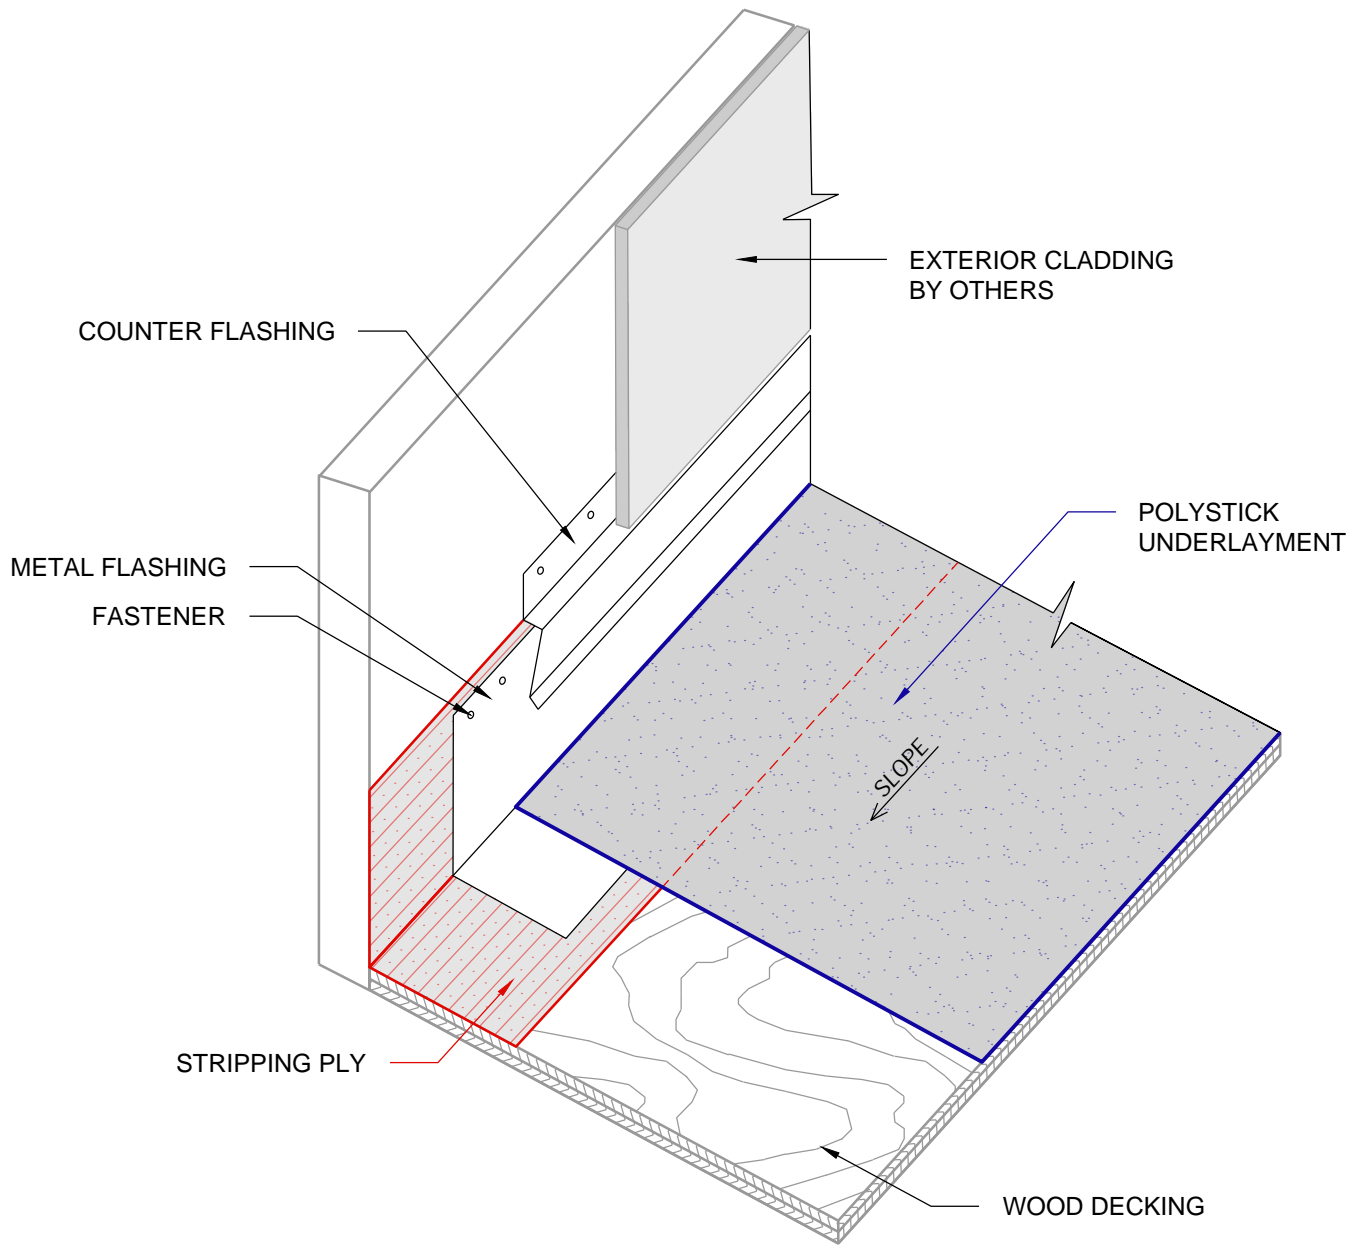 EXTERIOR CLADDING
BY OTHERS
COUNTER FLASHING
POLYSTICK
UNDERLAYMENT
METAL FLASHING
FASTENER
SLOPE
STRIPPING PLY
WOOD DECKING